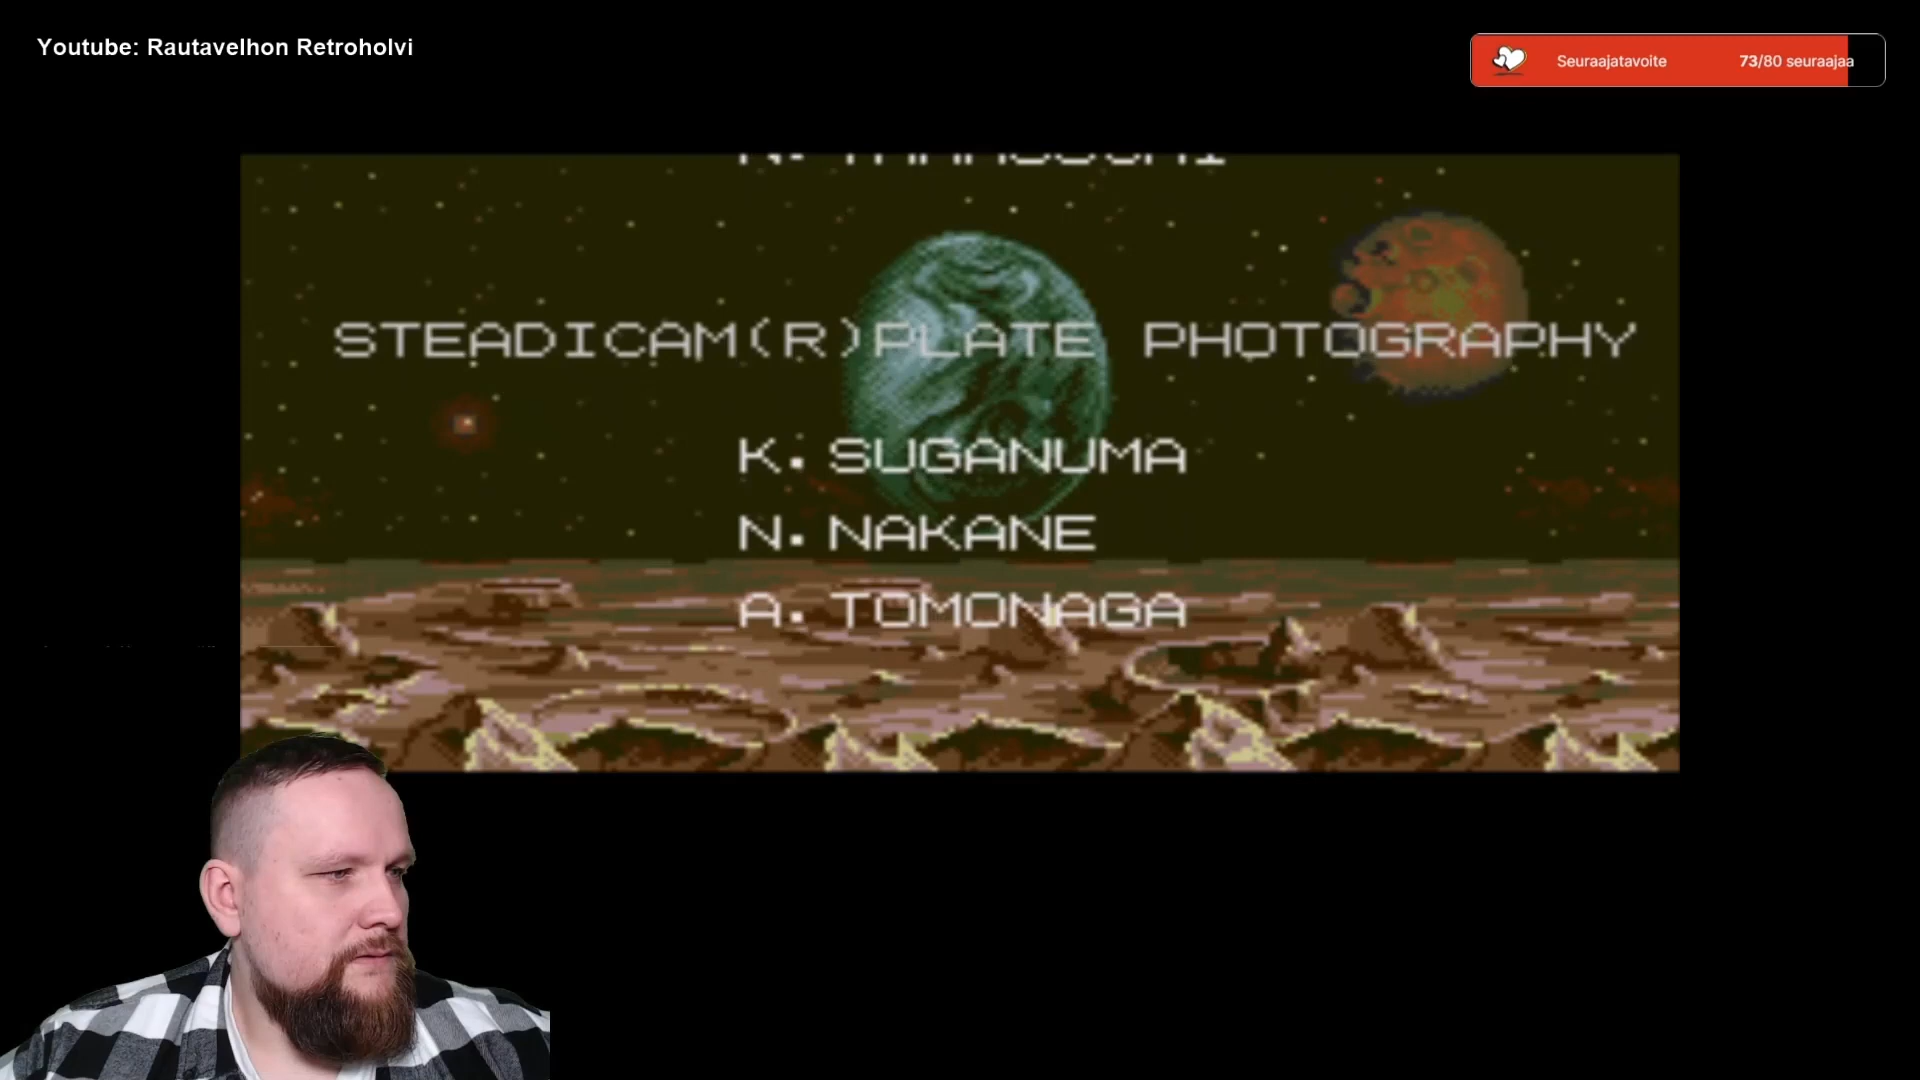 Youtube: Rautavelhon Retroholvi
Seuraajatavoite 73/80 seuraajaa
STEADICAM(R)PLATE PHOTOGRAPHY
K. SUGANUMA
N. NAKANE
A. TOMONAGA